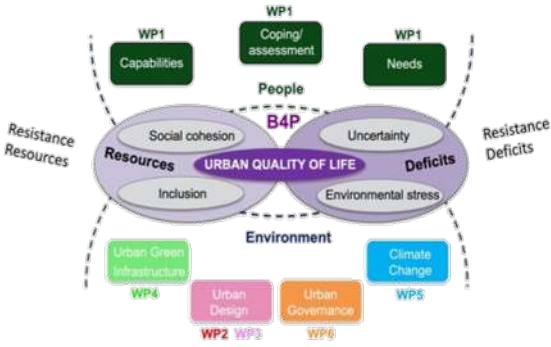 WP1
Coping/
assessment
WP1
Capabilities
WP1
Needs
People
B4P
Resistance
Resources
Social cohesion
Uncertainty
Resistance
Deficits
Resources
URBAN QUALITY OF LIFE
Deficits
Inclusion
Environmental stress
Environment
Urban Green
Infrastructure
WP4
Climate
Change
WP5
Urban
Design
WP2 WP3
Urban
Governance
WP6